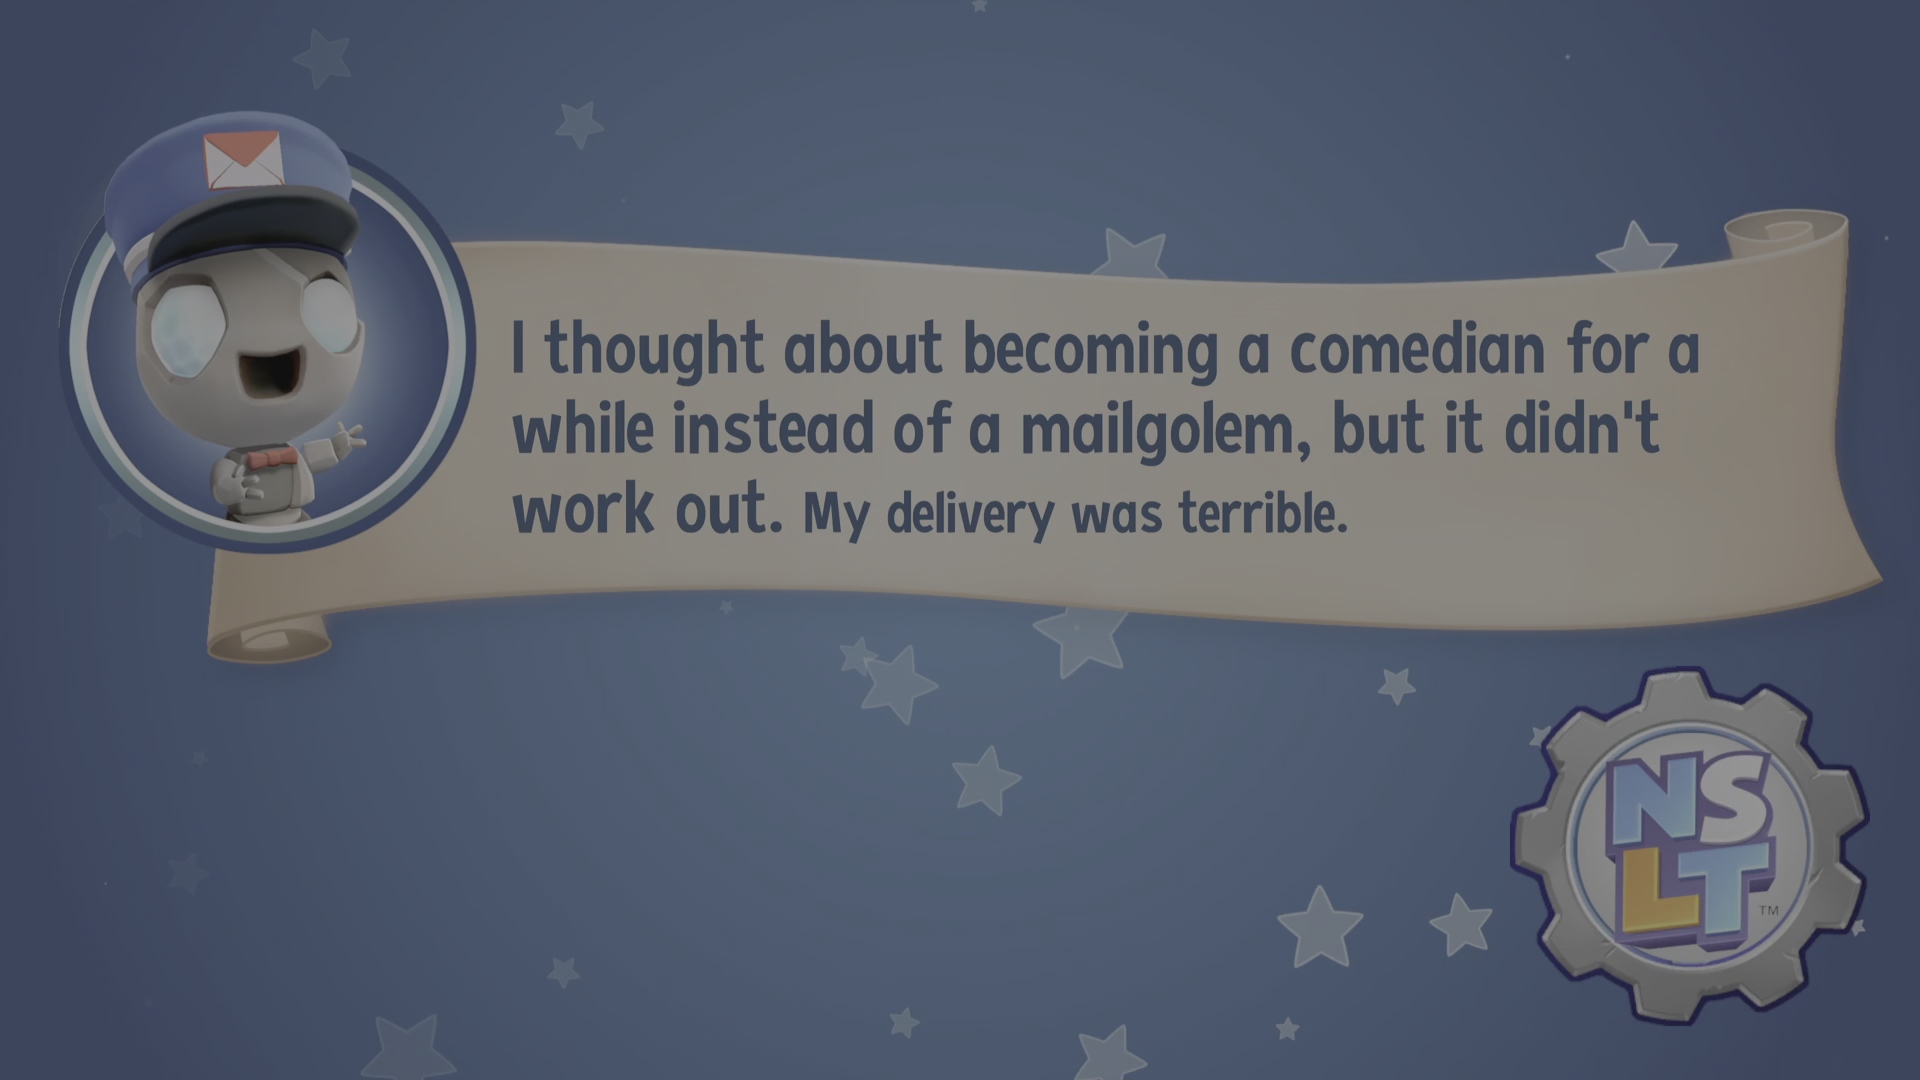 I thought about becoming a comedian for a
while instead of a mailgolem, but it didn't
work out. My delivery was terrible.
NS
LT
TM